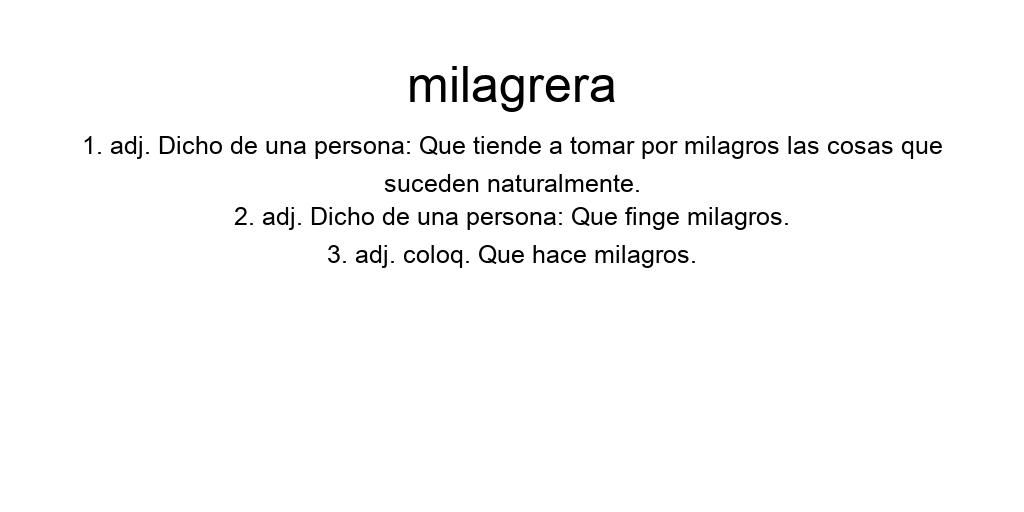 milagrera
1. adj. Dicho de una persona: Que tiende a tomar por milagros las cosas que
suceden naturalmente.
2. adj. Dicho de una persona: Que finge milagros.
3. adj. coloq. Que hace milagros.